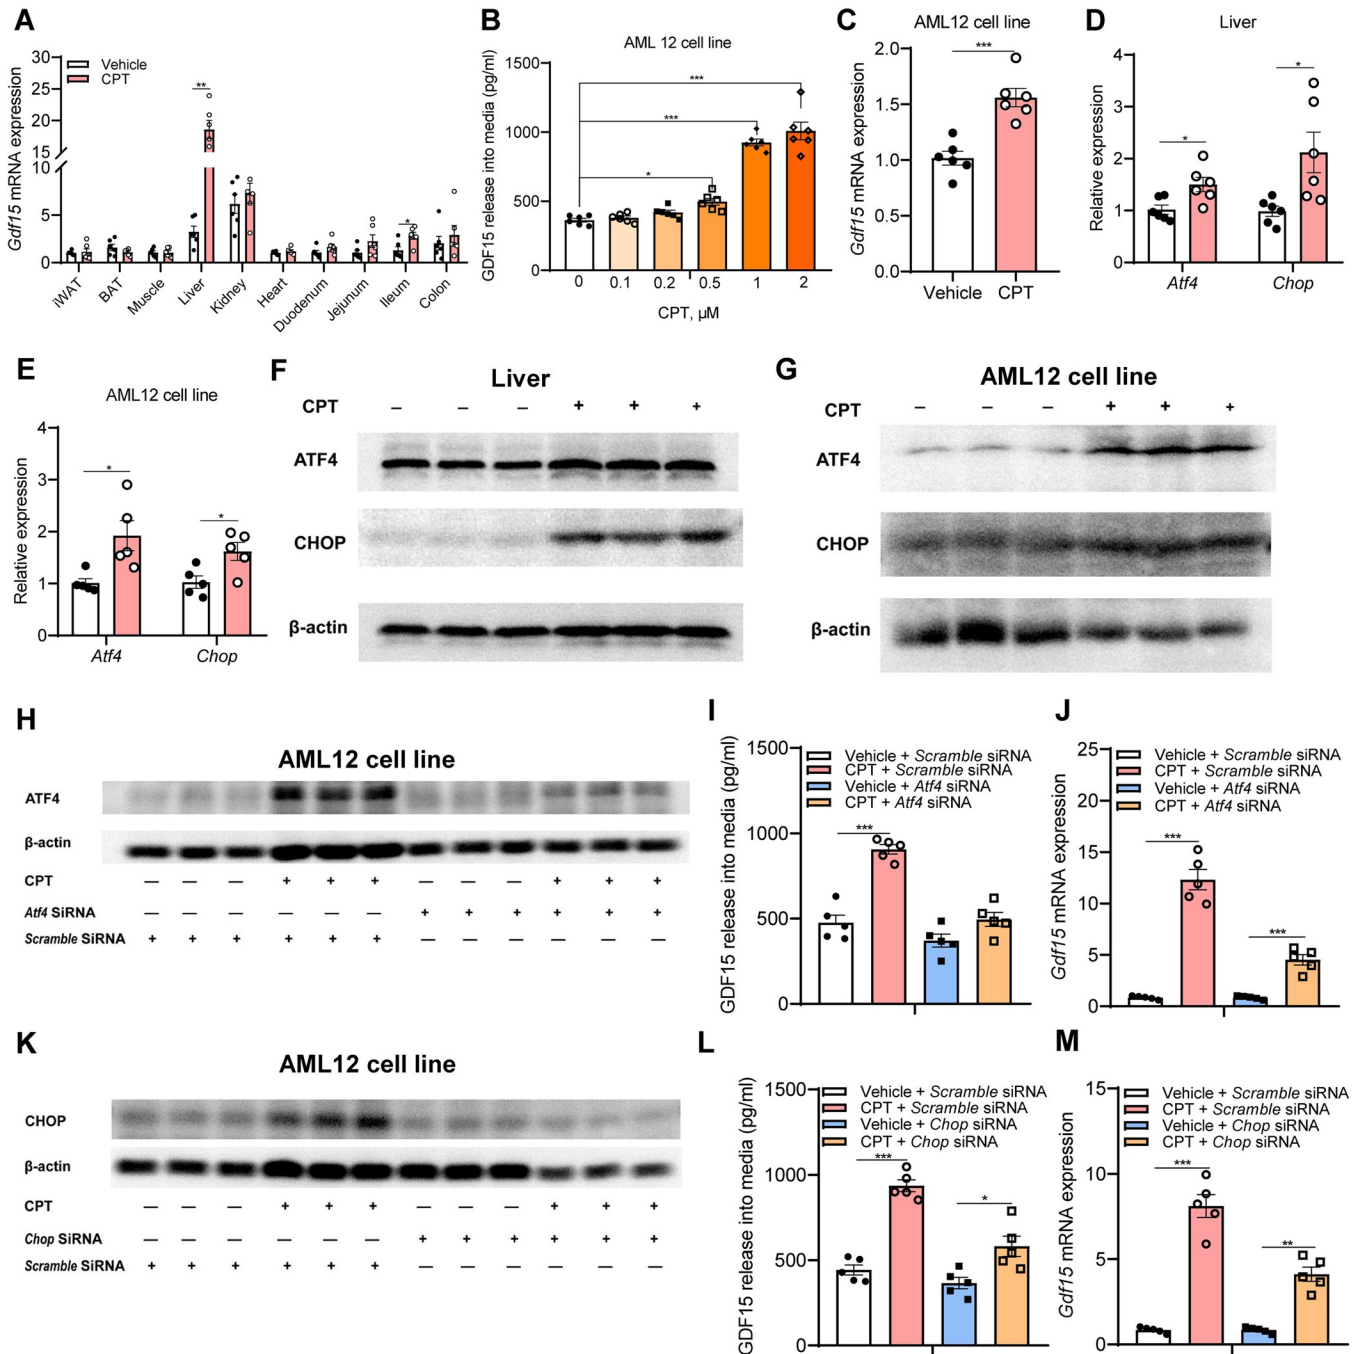 A
Gdf15 mRNA expression
30
25
20
15
10
5
0
Vehicle
CPT
**
*
iWAT
BAT
Muscle
Liver
Kidney
Heart
Duodenum
Jejunum
Ileum
Colon
B
AML 12 cell line
GDF15 release into media (pg/ml)
1500
1000
500
0
***
***
*
0 0.1 0.2 0.5 1 2
CPT, µM
C
AML12 cell line
Gdf15 mRNA expression
2.0
1.5
1.0
0.5
0.0
***
Vehicle CPT
D
Liver
Relative expression
4
3
2
1
0
*
*
Atf4 Chop
E
AML12 cell line
Relative expression
4
3
2
1
0
*
*
Atf4 Chop
F
Liver
CPT – – – + + +
ATF4
CHOP
β-actin
G
AML12 cell line
CPT – – – + + +
ATF4
CHOP
β-actin
H
AML12 cell line
ATF4
β-actin
CPT — — — + + + — — — + + +
Atf4 SiRNA — — — — — — + + + + + +
Scramble SiRNA + + + + + + — — — — — —
I
GDF15 release into media (pg/ml)
1500
1000
500
0
Vehicle + Scramble siRNA
CPT + Scramble siRNA
Vehicle + Atf4 siRNA
CPT + Atf4 siRNA
***
J
Gdf15 mRNA expression
25
20
15
10
5
0
Vehicle + Scramble siRNA
CPT + Scramble siRNA
Vehicle + Atf4 siRNA
CPT + Atf4 siRNA
***
***
K
AML12 cell line
CHOP
β-actin
CPT — — — + + + — — — + + +
Chop SiRNA — — — — — — + + + + + +
Scramble SiRNA + + + + + + — — — — — —
L
GDF15 release into media (pg/ml)
1500
1000
500
0
Vehicle + Scramble siRNA
CPT + Scramble siRNA
Vehicle + Chop siRNA
CPT + Chop siRNA
***
*
M
Gdf15 mRNA expression
15
10
5
0
Vehicle + Scramble siRNA
CPT + Scramble siRNA
Vehicle + Chop siRNA
CPT + Chop siRNA
***
**